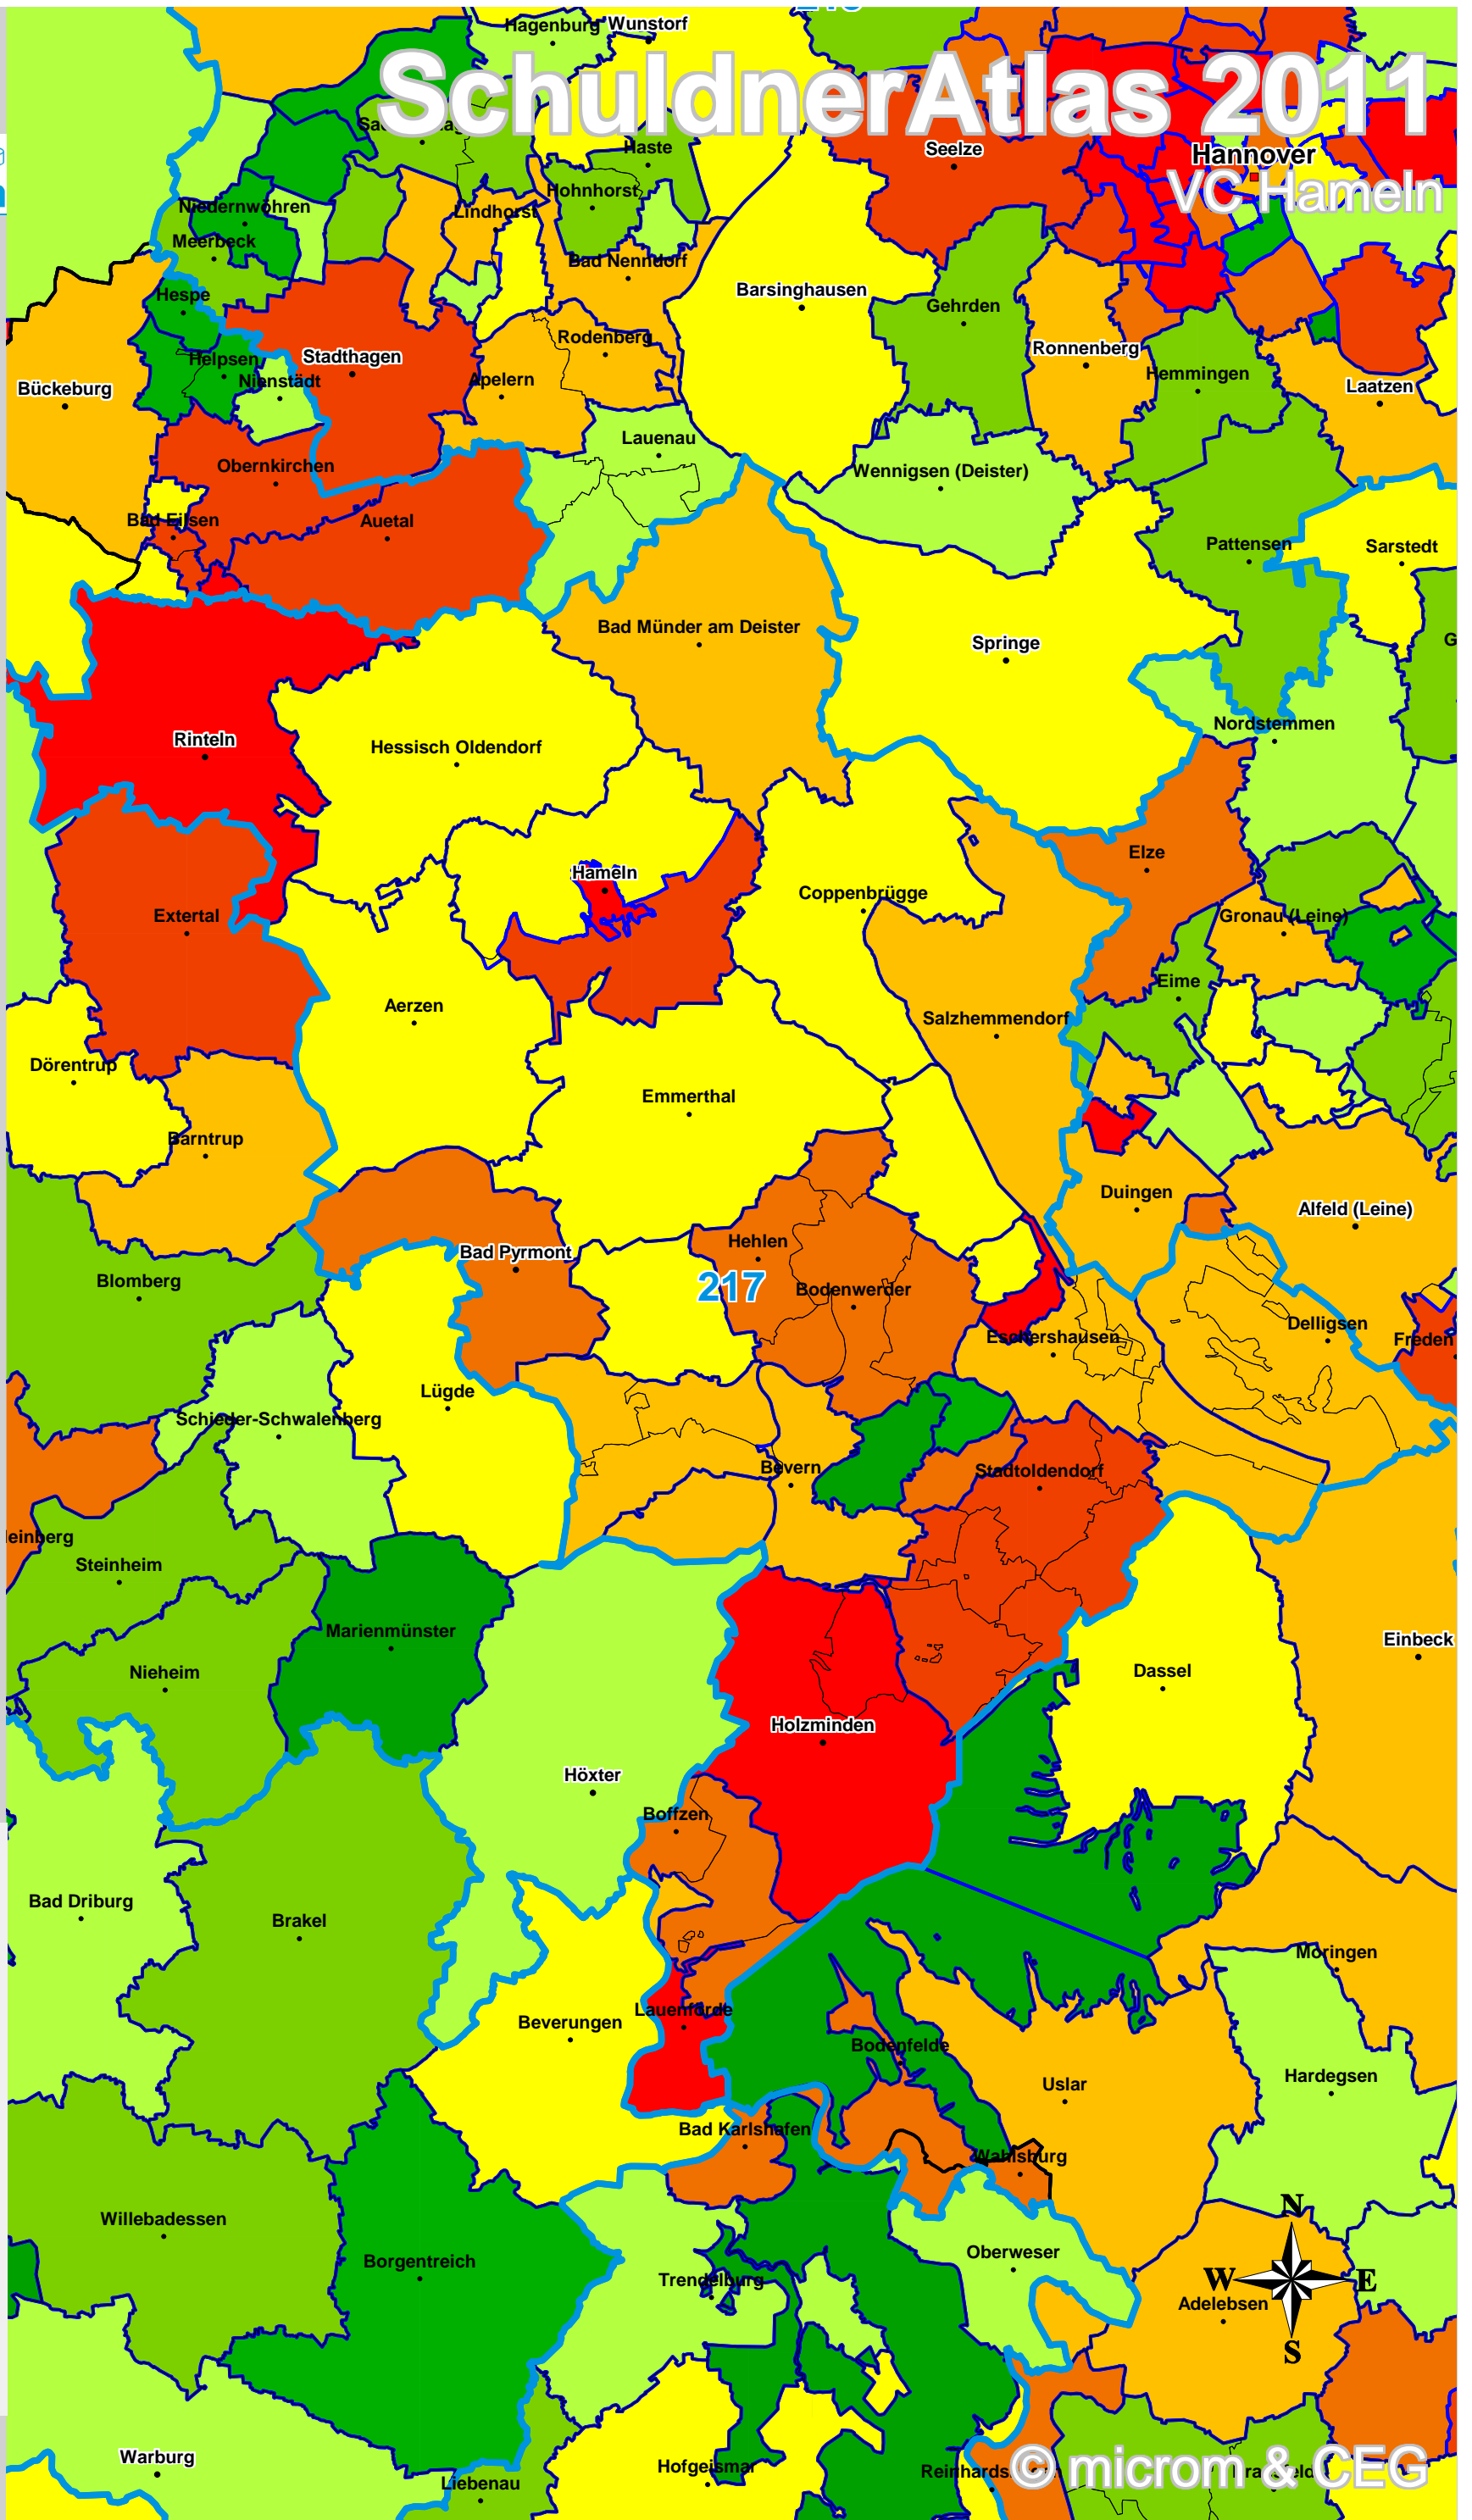 Hagenburg
Wunstorf
SchuldnerAtlas 2011
VC Hameln
Hannover
Seelze
Haste
Hohnhorst
Niedernwöhren
Lindhorst
Meerbeck
Bad Nenndorf
Barsinghausen
Hespe
Gehrden
Rodenberg
Ronnenberg
Stadthagen
Helpsen
Nienstädt
Apelern
Hemmingen
Laatzen
Bückeburg
Lauenau
Obernkirchen
Wennigsen (Deister)
Bad Eilsen
Auetal
Pattensen
Sarstedt
Bad Münder am Deister
Springe
G
Nordstemmen
Rinteln
Hessisch Oldendorf
Elze
Hameln
Coppenbrügge
Extertal
Gronau (Leine)
Eime
Aerzen
Salzhemmendorf
Dörentrup
Emmerthal
Barntrup
Duingen
Alfeld (Leine)
Hehlen
Bad Pyrmont
Blomberg
217
Bodenwerder
Delligsen
Eschershausen
Freden
Lügde
Schieder-Schwalenberg
Bevern
Stadtoldendorf
einberg
Steinheim
Marienmünster
Einbeck
Nieheim
Dassel
Holzminden
Höxter
Boffzen
Bad Driburg
Brakel
Moringen
Lauenförde
Beverungen
Bodenfelde
Uslar
Hardegsen
Bad Karlshafen
Wahlsburg
N
Willebadessen
Oberweser
Borgentreich
Trendelburg
W
E
Adelebsen
S
Warburg
Hofgeismar
Liebenau
© microm & CEG